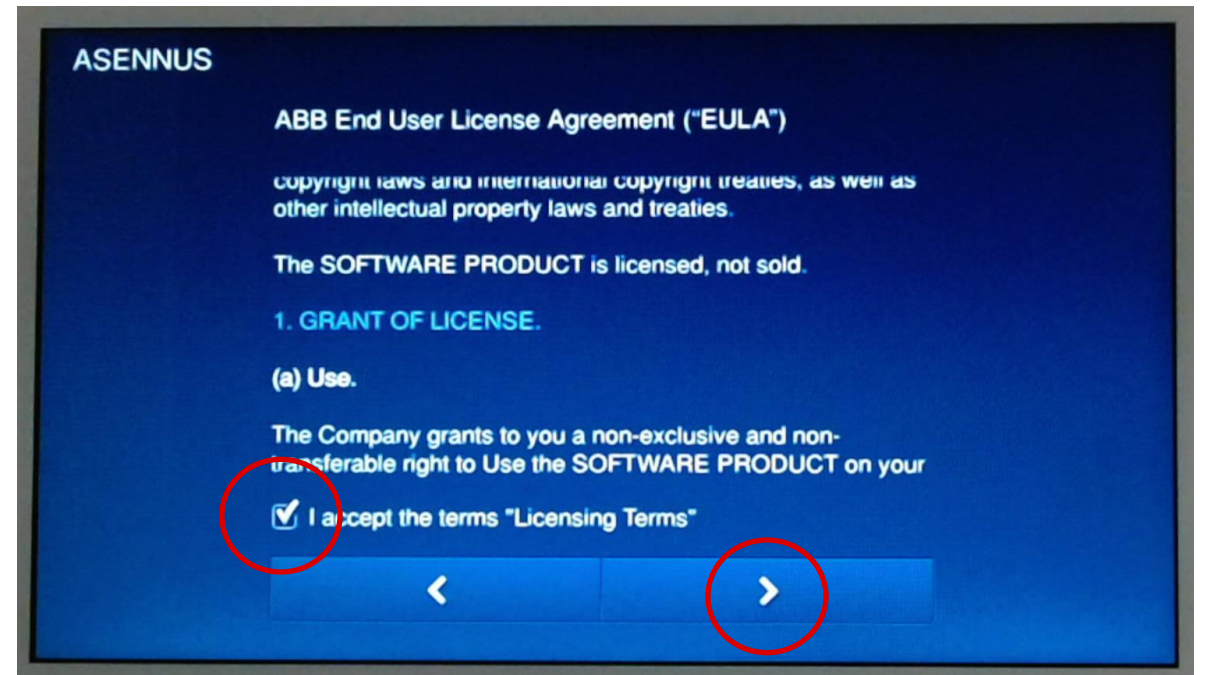 ASENNUS
ABB End User License Agreement ("EULA")
copyright laws and international copyright treaties, as well as
other intellectual property laws and treaties.
The SOFTWARE PRODUCT is licensed, not sold.
1. GRANT OF LICENSE.
(a) Use.
The Company grants to you a non-exclusive and non-
transferable right to Use the SOFTWARE PRODUCT on your
I accept the terms "Licensing Terms"